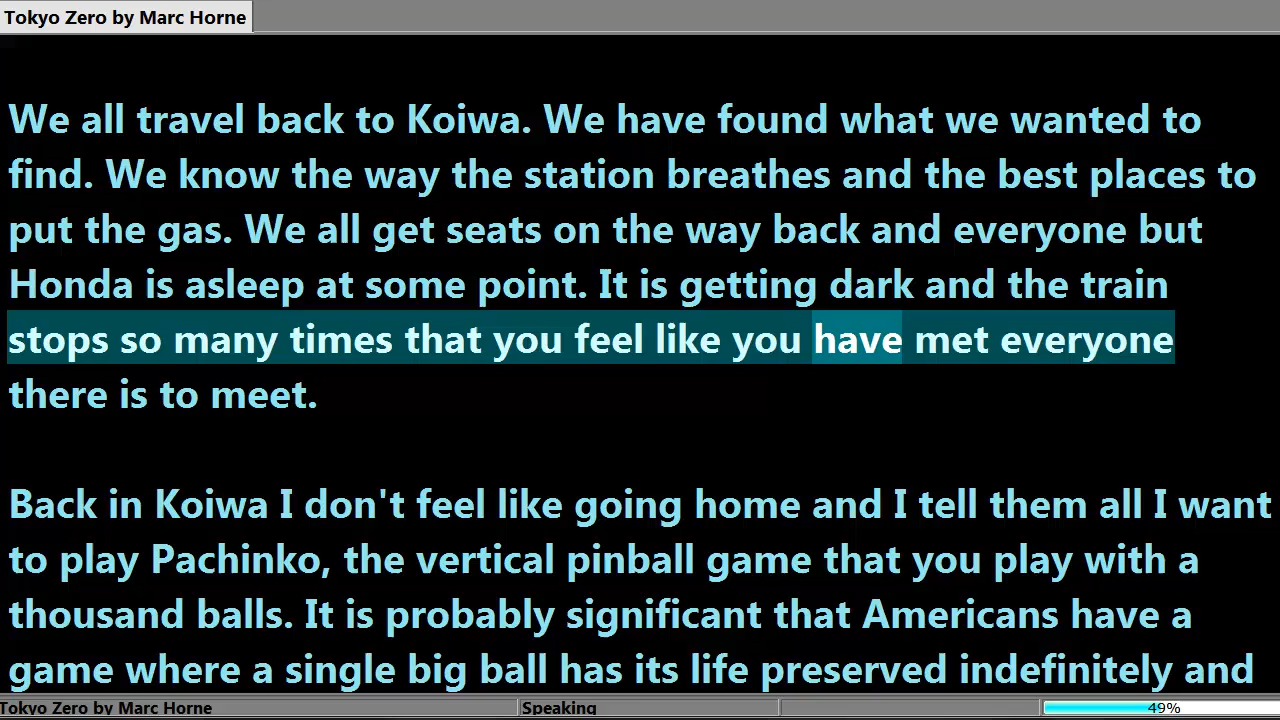 Tokyo Zero by Marc Horne
We all travel back to Koiwa. We have found what we wanted to
find. We know the way the station breathes and the best places to
put the gas. We all get seats on the way back and everyone but
Honda is asleep at some point. It is getting dark and the train
stops so many times that you feel like you have met everyone
there is to meet.
Back in Koiwa I don't feel like going home and I tell them all I want
to play Pachinko, the vertical pinball game that you play with a
thousand balls. It is probably significant that Americans have a
game where a single big ball has its life preserved indefinitely and
Tokyo Zero by Marc Horne
Speaking
49%